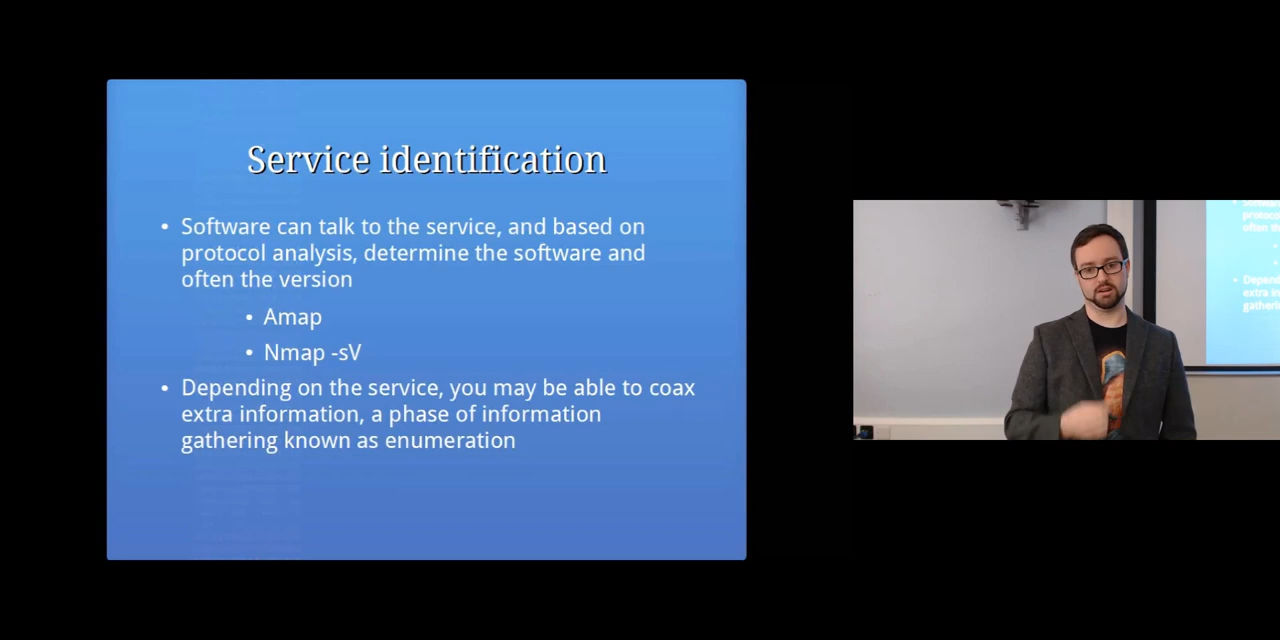 Service identification
• Software can talk to the service, and based on
protocol analysis, determine the software and
often the version
• Amap
• Nmap -sV
• Depending on the service, you may be able to coax
extra information, a phase of information
gathering known as enumeration